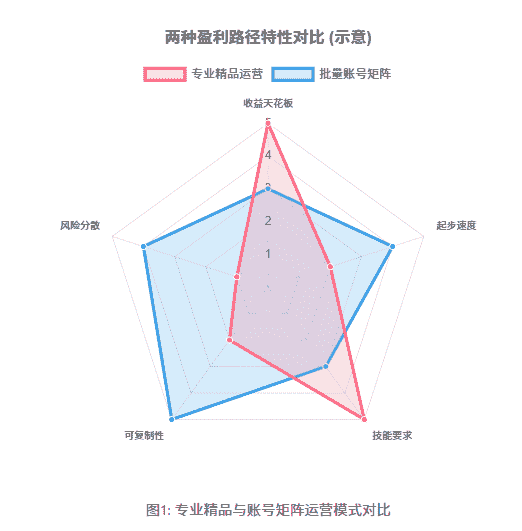 两种盈利路径特性对比 (示意)
专业精品运营 批量账号矩阵
收益天花板
5
4
3
2
1
风险分散
起步速度
可复制性
技能要求
图1: 专业精品与账号矩阵运营模式对比